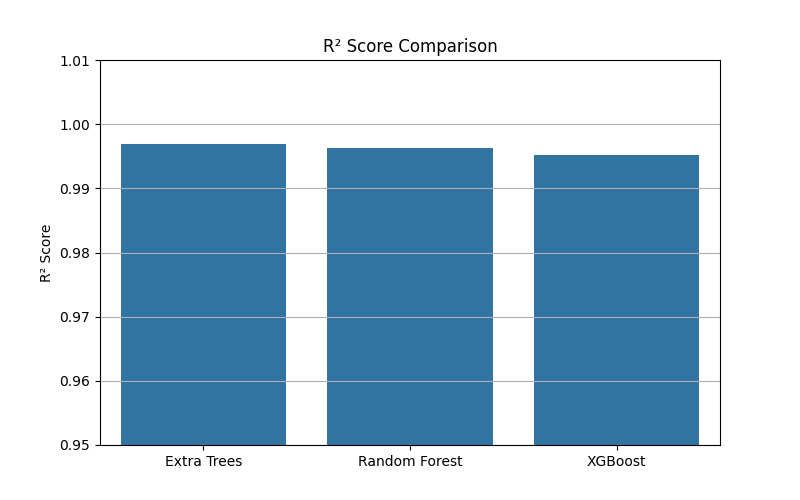 R² Score Comparison
1.01
1.00
0.99
0.98
0.97
0.96
0.95
R² Score
Extra Trees
Random Forest
XGBoost